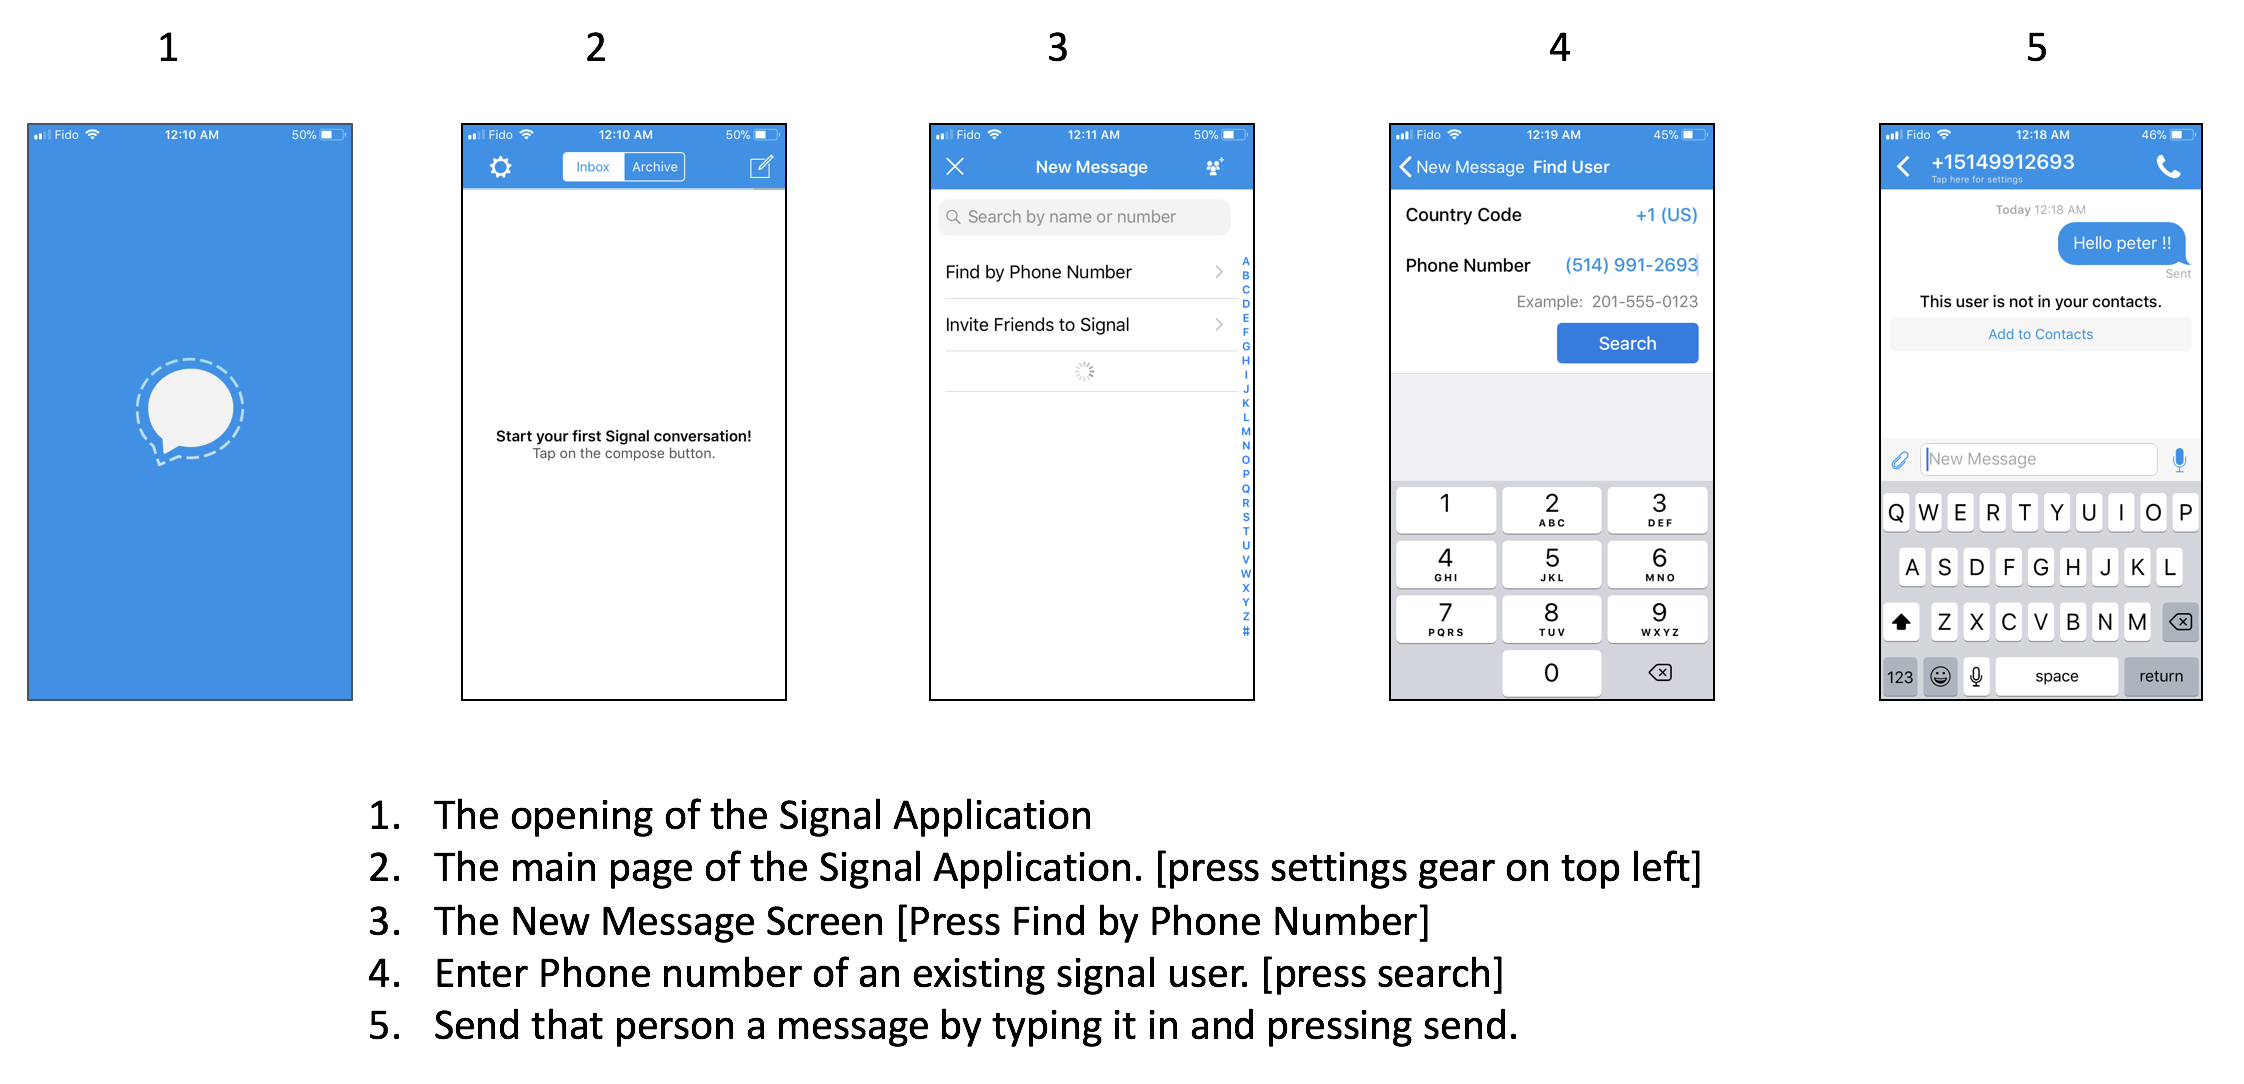 1
2
3
4
5
Fido 12:10 AM 50%
Fido 12:10 AM 50%
Inbox Archive
Start your first Signal conversation!
Tap on the compose button.
Fido 12:11 AM 50%
New Message
Search by name or number
Find by Phone Number
Invite Friends to Signal
A
B
C
D
E
F
G
H
I
J
K
L
M
N
O
P
Q
R
S
T
U
V
W
X
Y
Z
#
Fido 12:19 AM 45%
New Message Find User
Country Code +1 (US)
Phone Number (514) 991-2693
Example: 201-555-0123
Search
1 2 3
ABC DEF
4 5 6
GHI JKL MNO
7 8 9
PQRS TUV WXYZ
0
Fido 12:18 AM 46%
+15149912693
Tap here for settings
Today 12:18 AM
Hello peter !!
Sent
This user is not in your contacts.
Add to Contacts
New Message
Q W E R T Y U I O P
A S D F G H J K L
Z X C V B N M
123 space return
1. The opening of the Signal Application
2. The main page of the Signal Application. [press settings gear on top left]
3. The New Message Screen [Press Find by Phone Number]
4. Enter Phone number of an existing signal user. [press search]
5. Send that person a message by typing it in and pressing send.